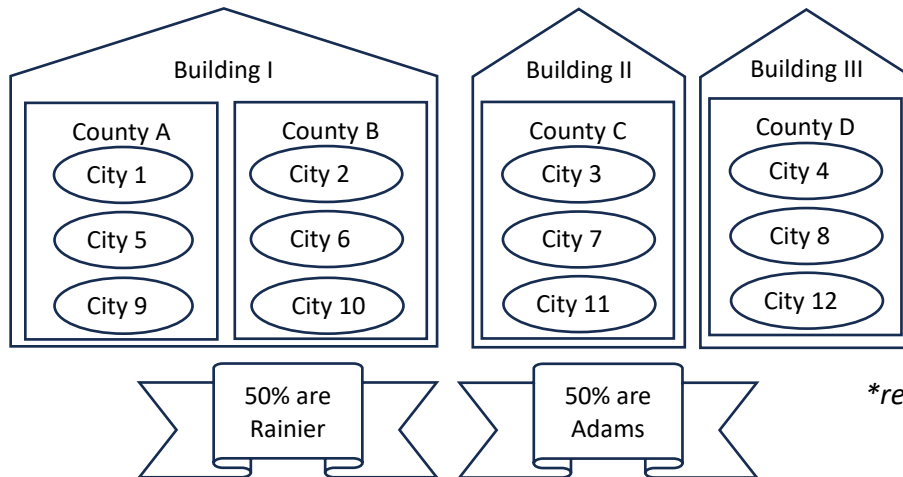 Building I
County A
City 1
City 5
City 9
County B
City 2
City 6
City 10
Building II
County C
City 3
City 7
City 11
Building III
County D
City 4
City 8
City 12
50% are
Rainier
50% are
Adams
*re